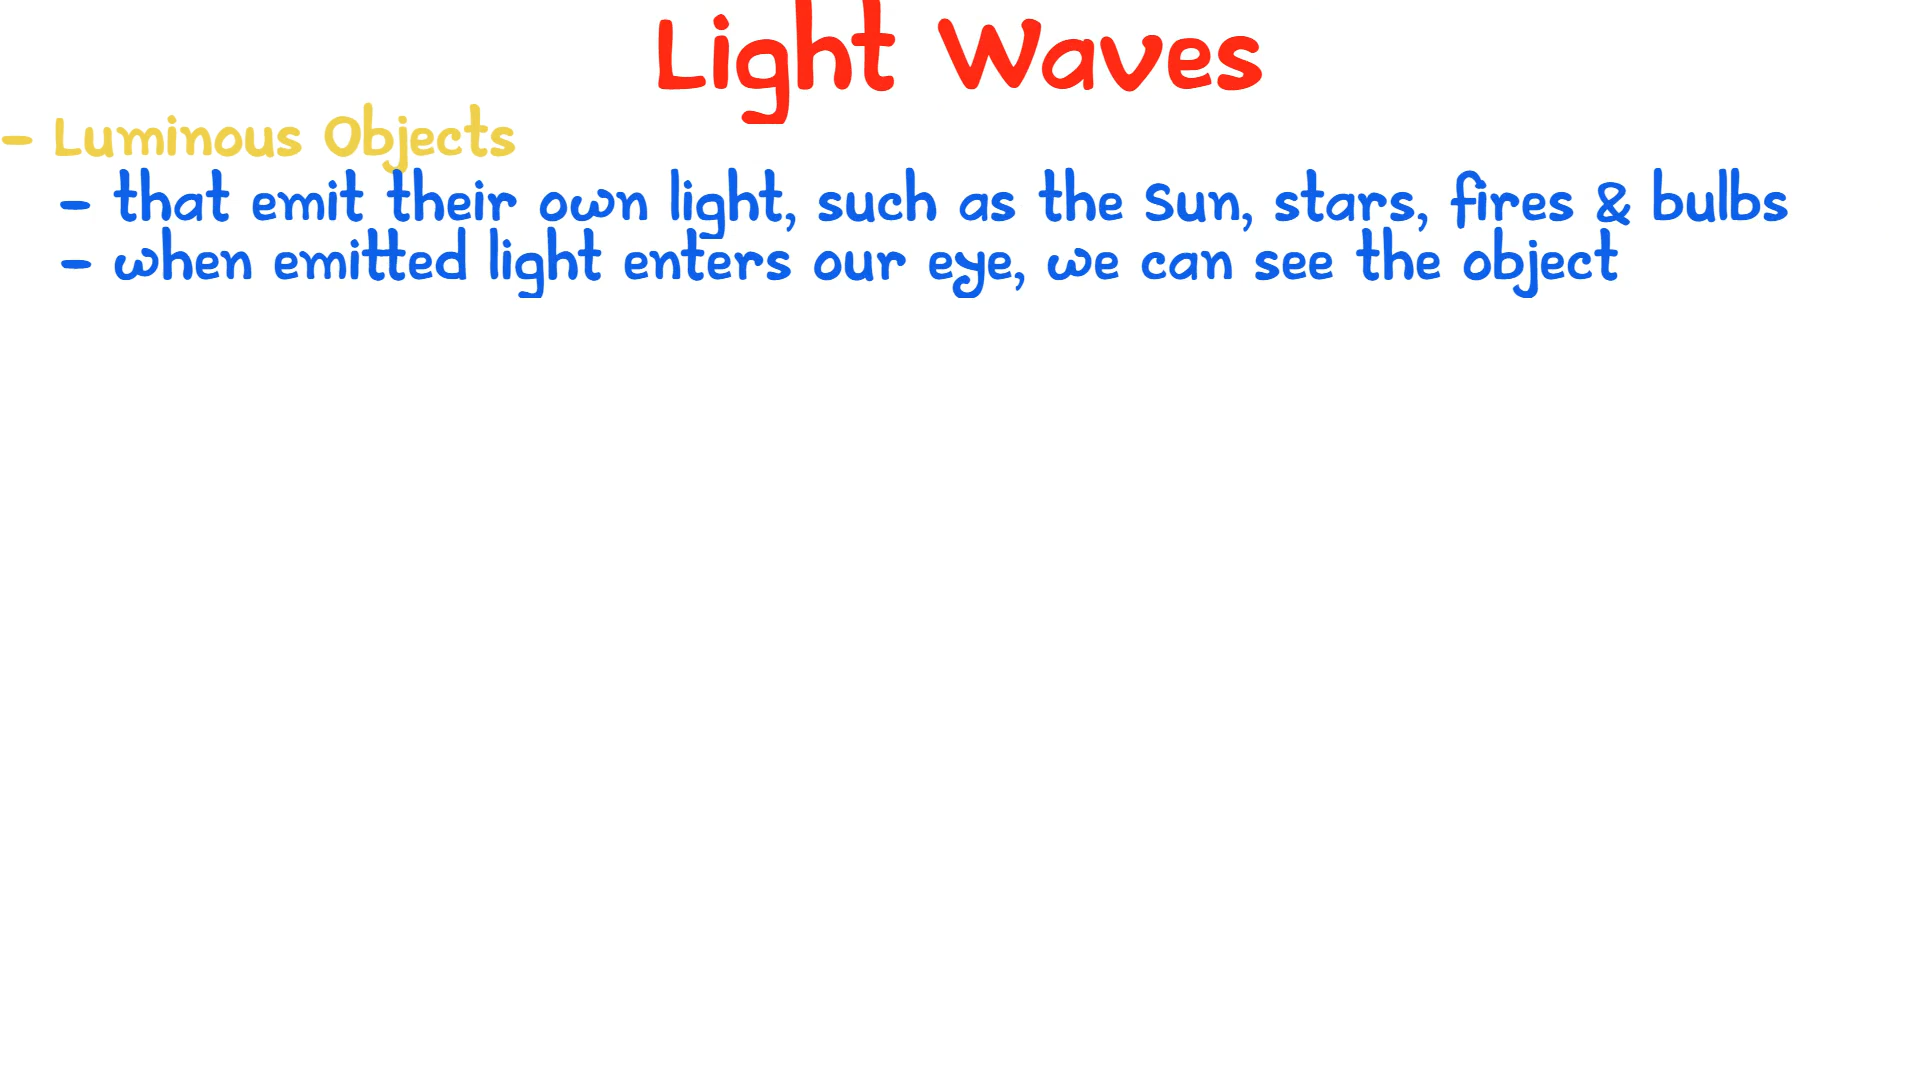 Light Waves
- Luminous Objects
- that emit their own light, such as the Sun, stars, fires & bulbs
- when emitted light enters our eye, we can see the object